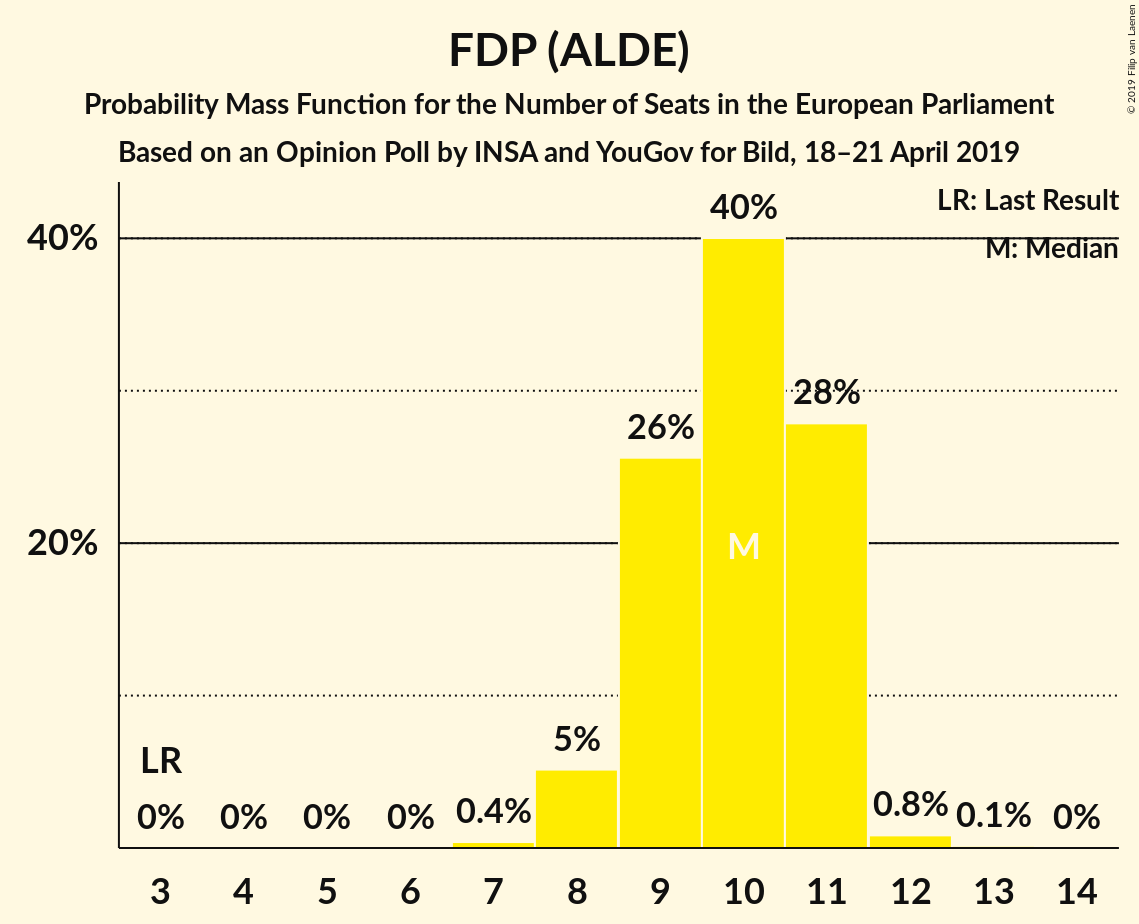 FDP (ALDE)
Probability Mass Function for the Number of Seats in the European Parliament
Based on an Opinion Poll by INSA and YouGov for Bild, 18–21 April 2019
© 2019 Filip van Laenen
LR: Last Result
M: Median
40%
20%
LR
0%
0%
0%
0%
0.4%
5%
26%
40%
M
28%
0.8%
0.1%
0%
3 4 5 6 7 8 9 10 11 12 13 14